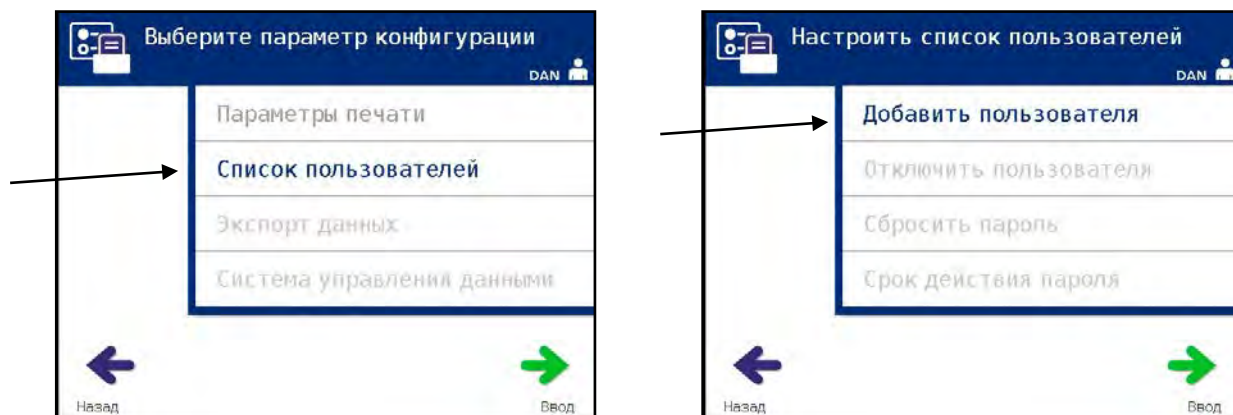 Выберите параметр конфигурации
DAN
Параметры печати
Список пользователей
Экспорт данных
Система управления данными
Назад
Ввод
Настроить список пользователей
DAN
Добавить пользователя
Отключить пользователя
Сбросить пароль
Срок действия пароля
Назад
Ввод